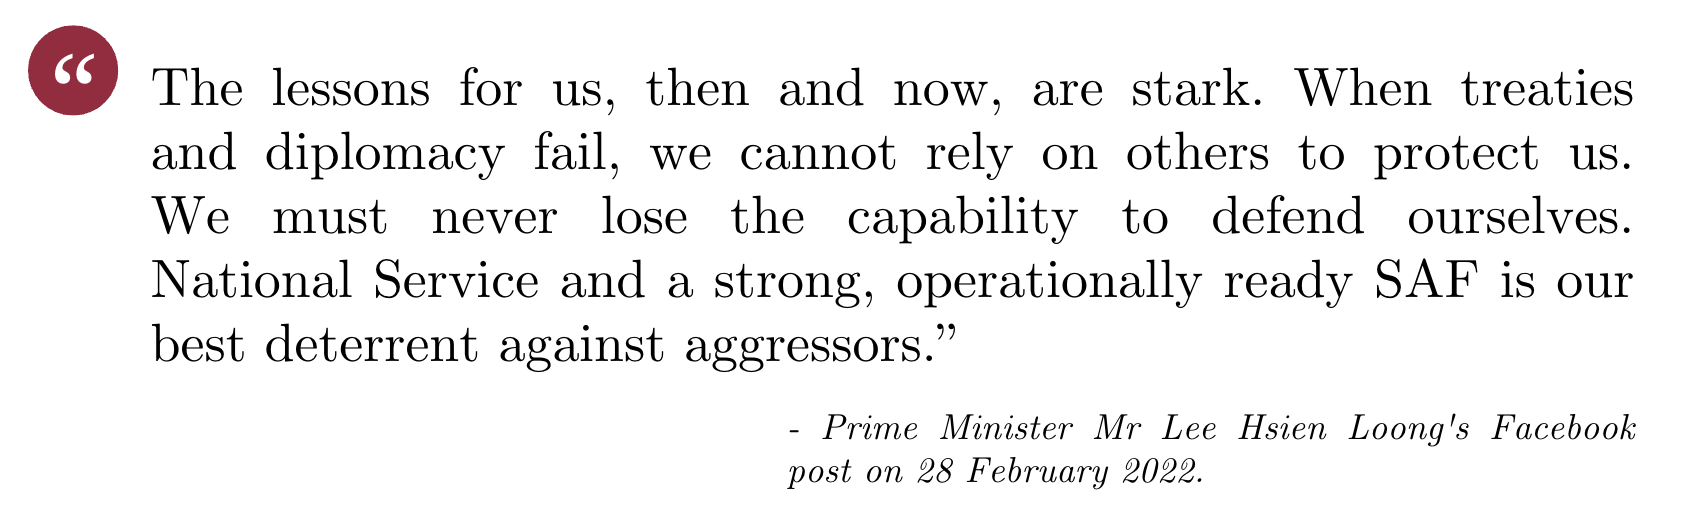 “
The lessons for us, then and now, are stark. When treaties
and diplomacy fail, we cannot rely on others to protect us.
We must never lose the capability to defend ourselves.
National Service and a strong, operationally ready SAF is our
best deterrent against aggressors.”
- Prime Minister Mr Lee Hsien Loong's Facebook
post on 28 February 2022.